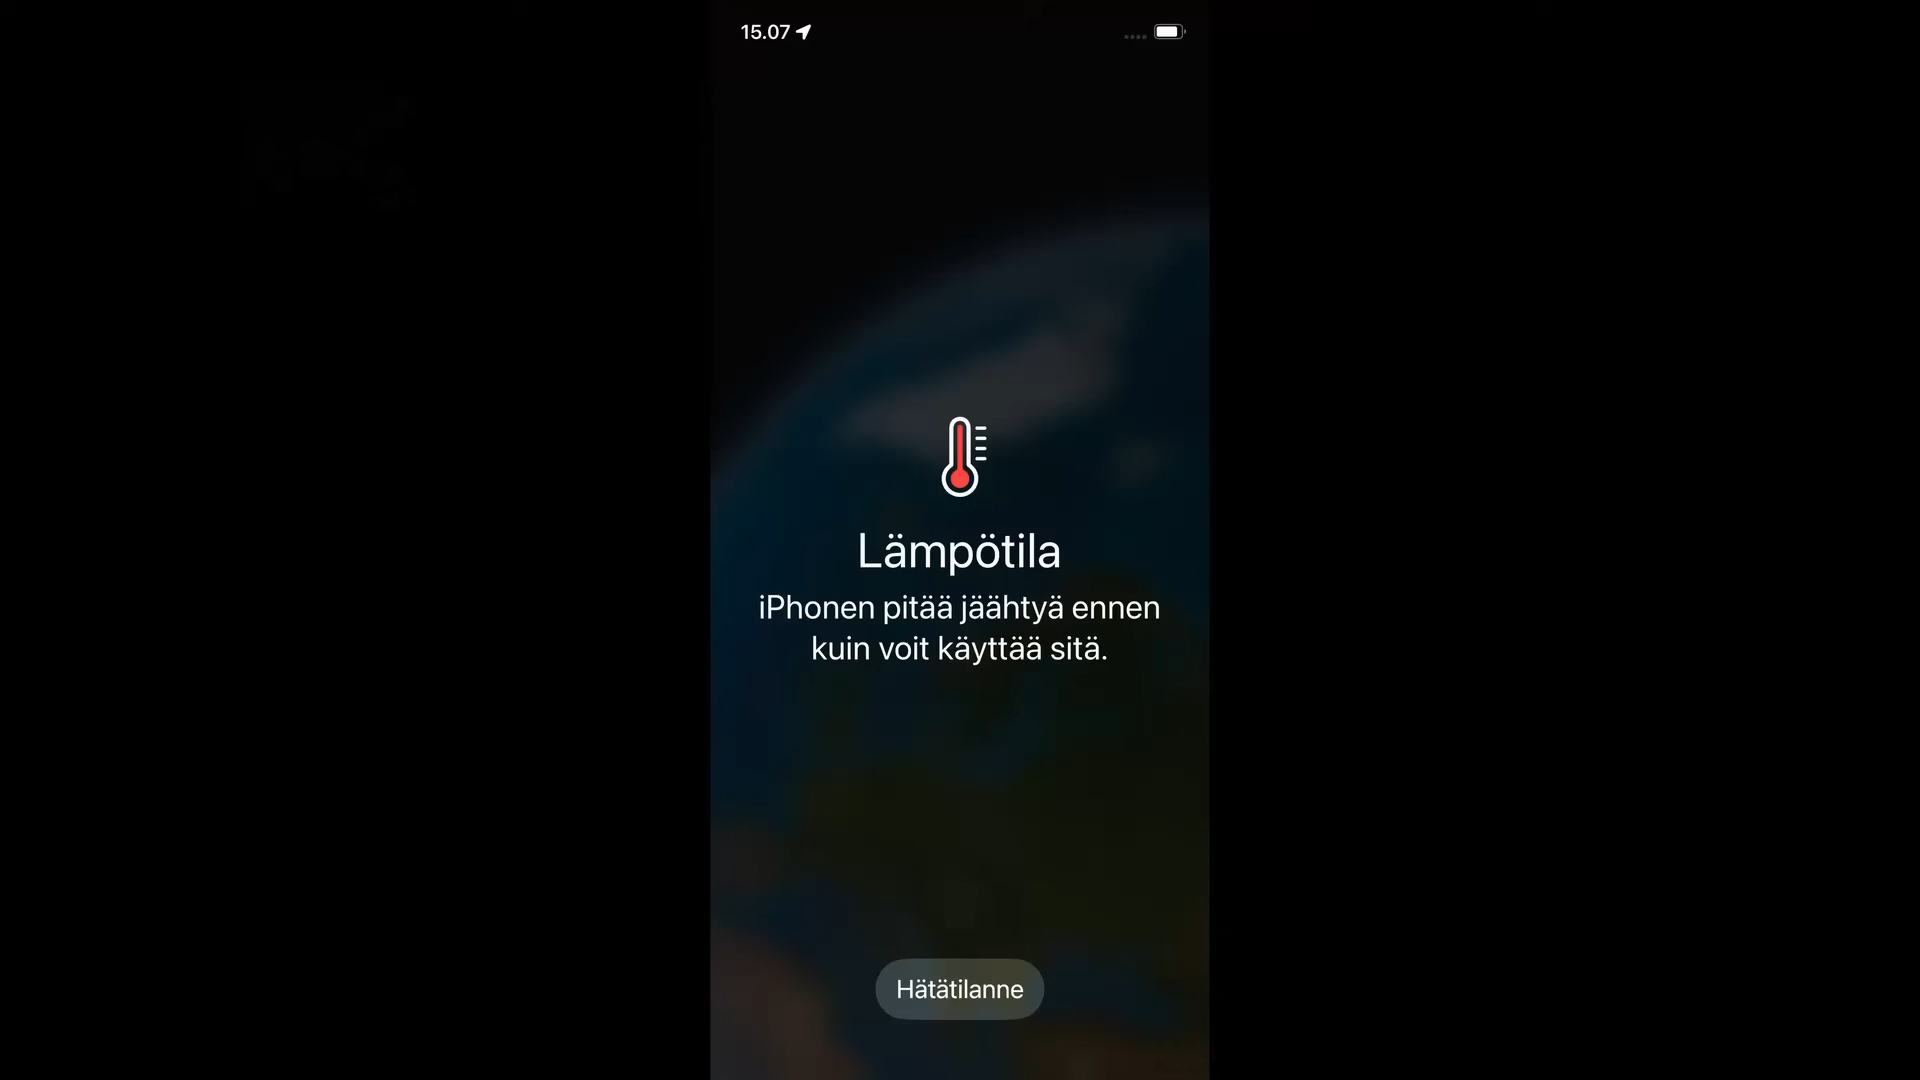 15.07
Lämpötila
iPhonen pitää jäähtyä ennen
kuin voit käyttää sitä.
Hätätilanne